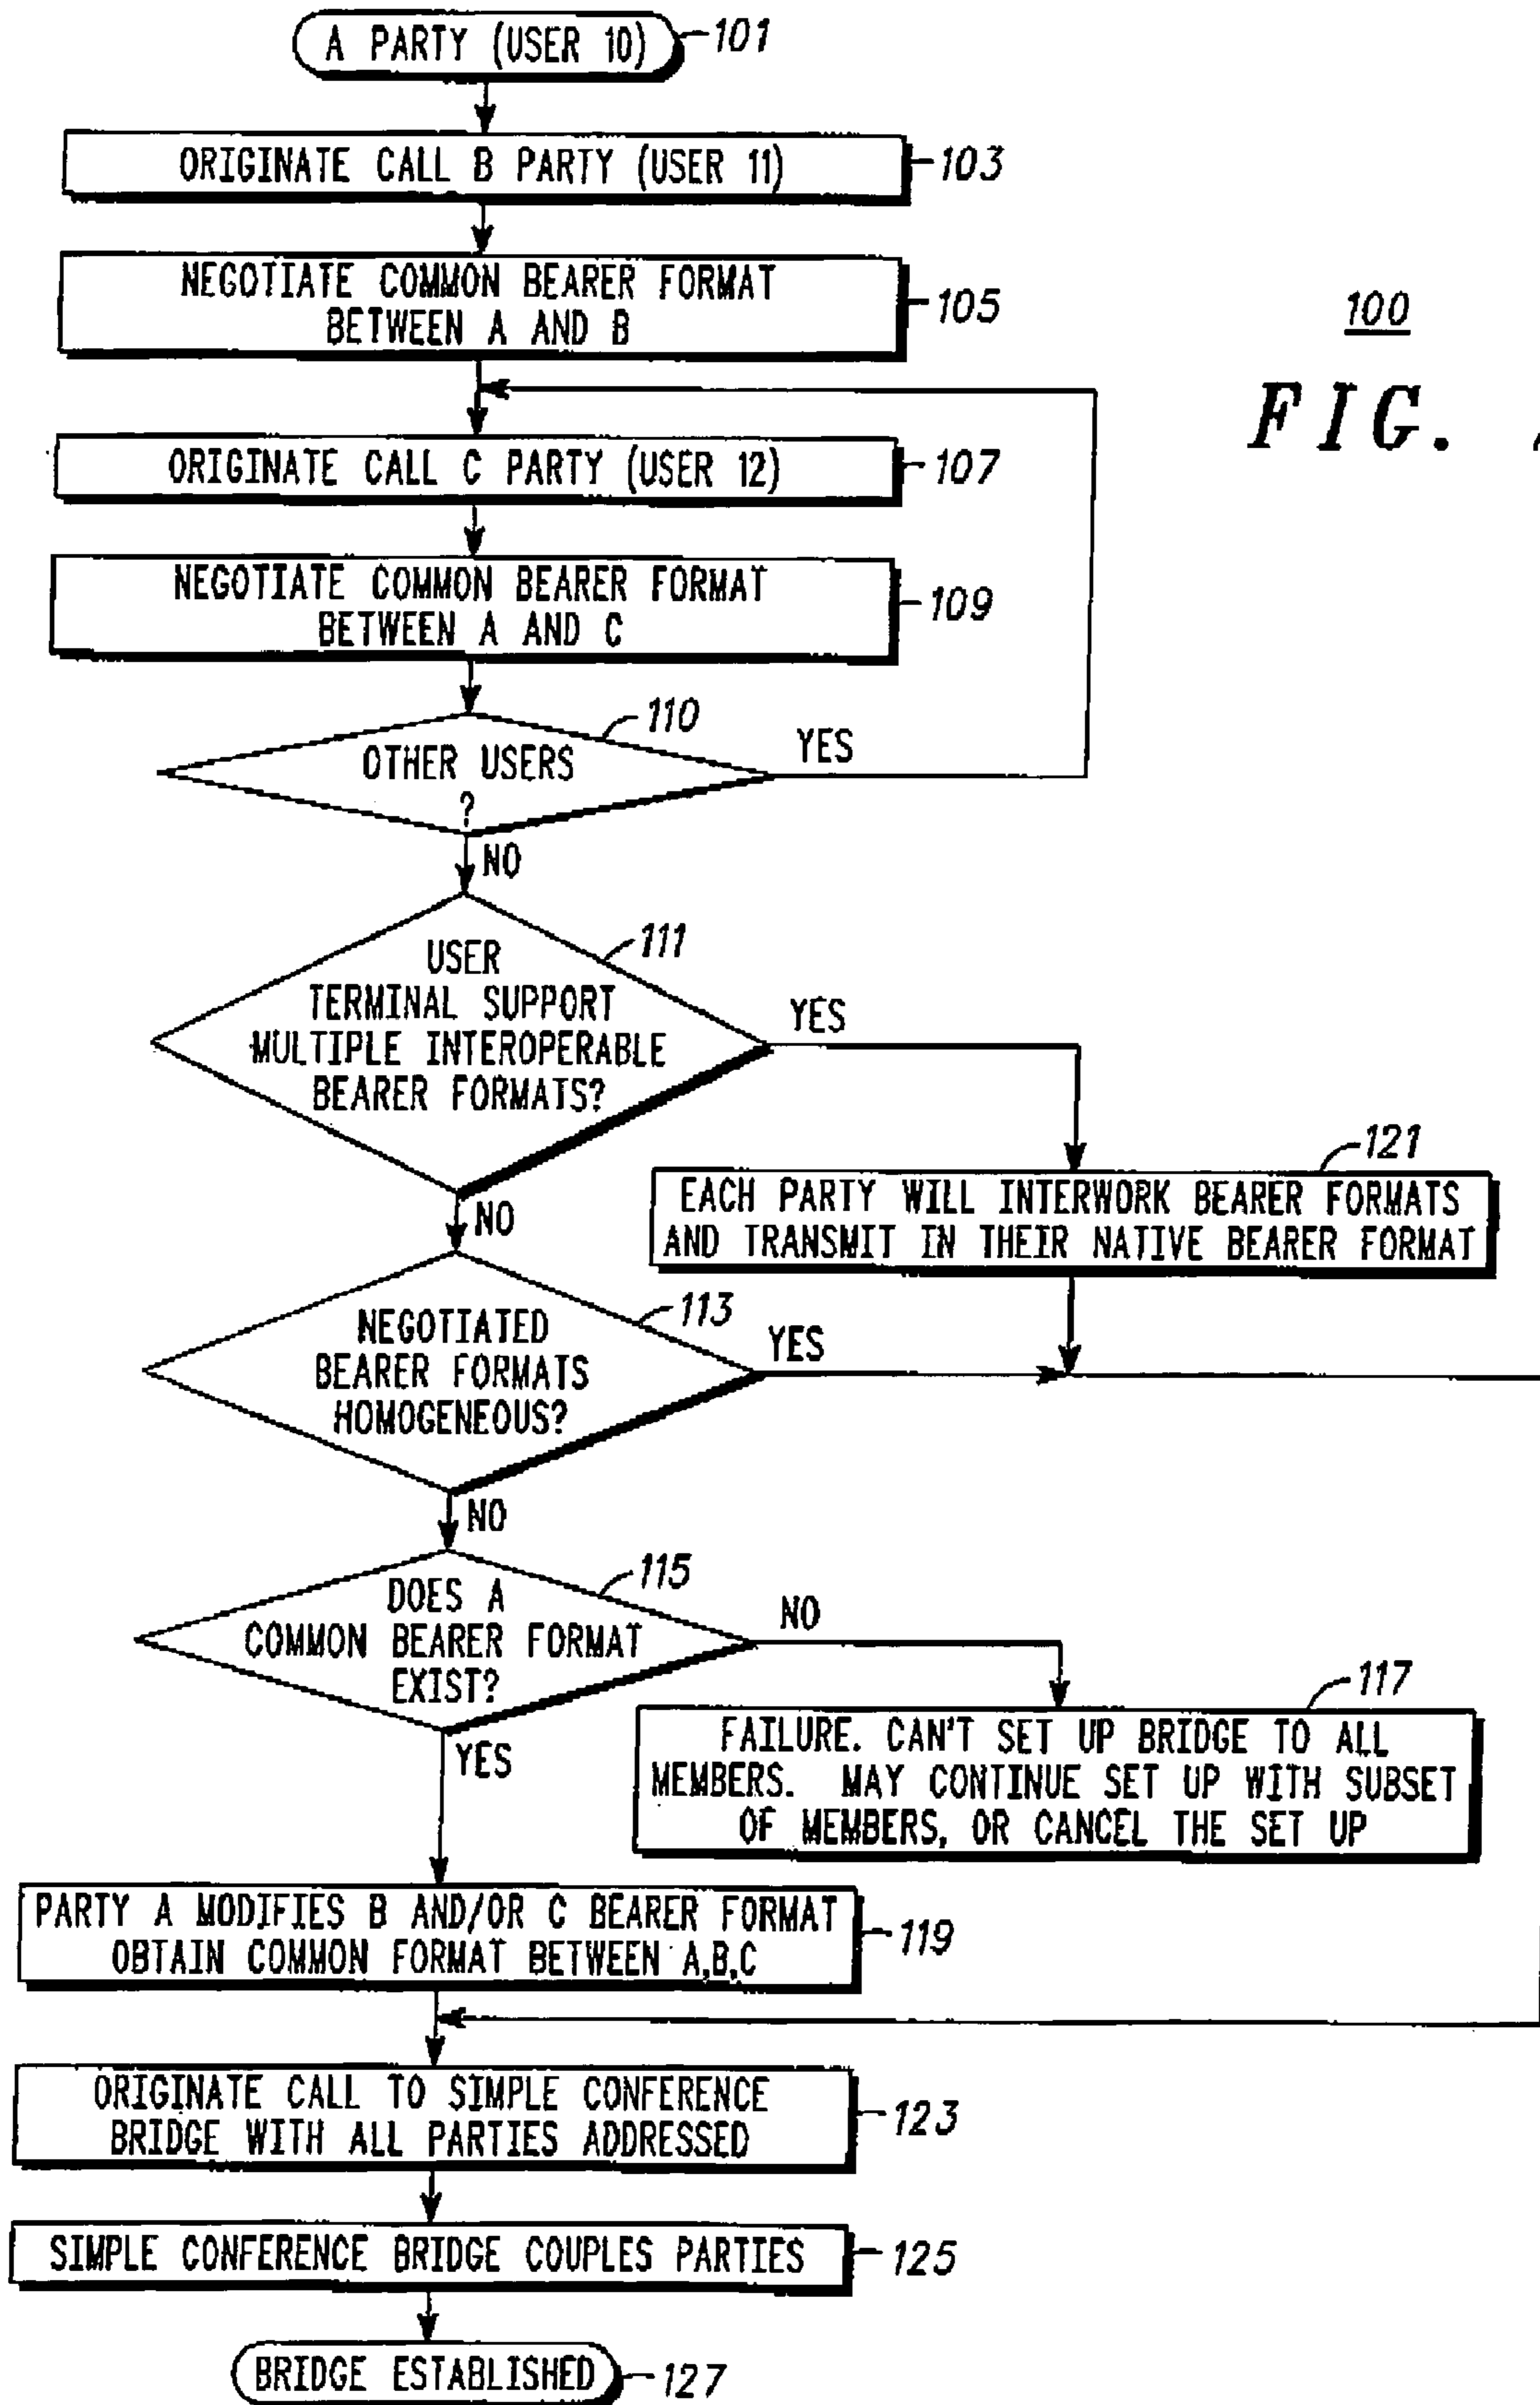 A PARTY (USER 10)
101
ORIGINATE CALL B PARTY (USER 11)
103
NEGOTIATE COMMON BEARER FORMAT
BETWEEN A AND B
105
100
FIG.
ORIGINATE CALL C PARTY (USER 12)
107
NEGOTIATE COMMON BEARER FORMAT
BETWEEN A AND C
109
110
OTHER USERS
?
YES
NO
111
USER
TERMINAL SUPPORT
MULTIPLE INTEROPERABLE
BEARER FORMATS?
YES
NO
121
EACH PARTY WILL INTERWORK BEARER FORMATS
AND TRANSMIT IN THEIR NATIVE BEARER FORMAT
113
NEGOTIATED
BEARER FORMATS
HOMOGENEOUS?
YES
NO
115
DOES A
COMMON BEARER FORMAT
EXIST?
NO
YES
117
FAILURE. CAN'T SET UP BRIDGE TO ALL
MEMBERS. MAY CONTINUE SET UP WITH SUBSET
OF MEMBERS, OR CANCEL THE SET UP
PARTY A MODIFIES B AND/OR C BEARER FORMAT
OBTAIN COMMON FORMAT BETWEEN A,B,C
119
ORIGINATE CALL TO SIMPLE CONFERENCE
BRIDGE WITH ALL PARTIES ADDRESSED
123
SIMPLE CONFERENCE BRIDGE COUPLES PARTIES
125
BRIDGE ESTABLISHED
127